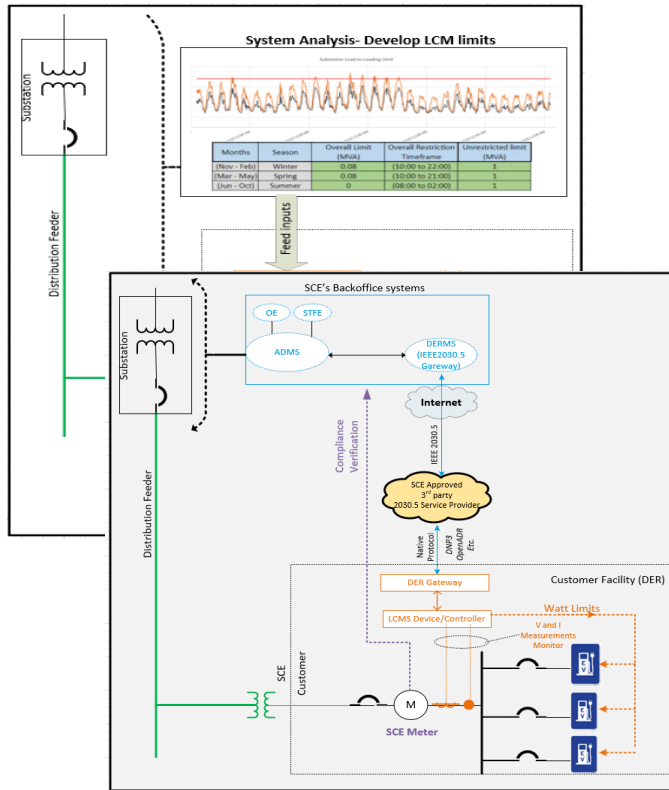 System Analysis- Develop LCM limits
Substation Load to Loading Limit
Months Season Overall Limit (MVA) Overall Restriction Timeframe Unrestricted limit (MVA)
(Nov - Feb) Winter 0.08 (10:00 to 22:00) 1
(Mar - May) Spring 0.08 (10:00 to 21:00) 1
(Jun - Oct) Summer 0 (08:00 to 02:00) 1
Substation
Distribution Feeder
Feed inputs
SCE's Backoffice systems
OE
STFE
ADMS
DERMS
(IEEE2030.5
Gareway)
Internet
IEEE 2030.5
SCE Approved
3rd party
2030.5 Service Provider
Native
Protocol
DNP3
OpenADR
Etc.
Compliance
Verification
Substation
Distribution Feeder
Customer Facility (DER)
DER Gateway
LCMS Device/Controller
Watt Limits
V and I
Measurements
Monitor
SCE
Customer
M
SCE Meter
EV
EV
EV